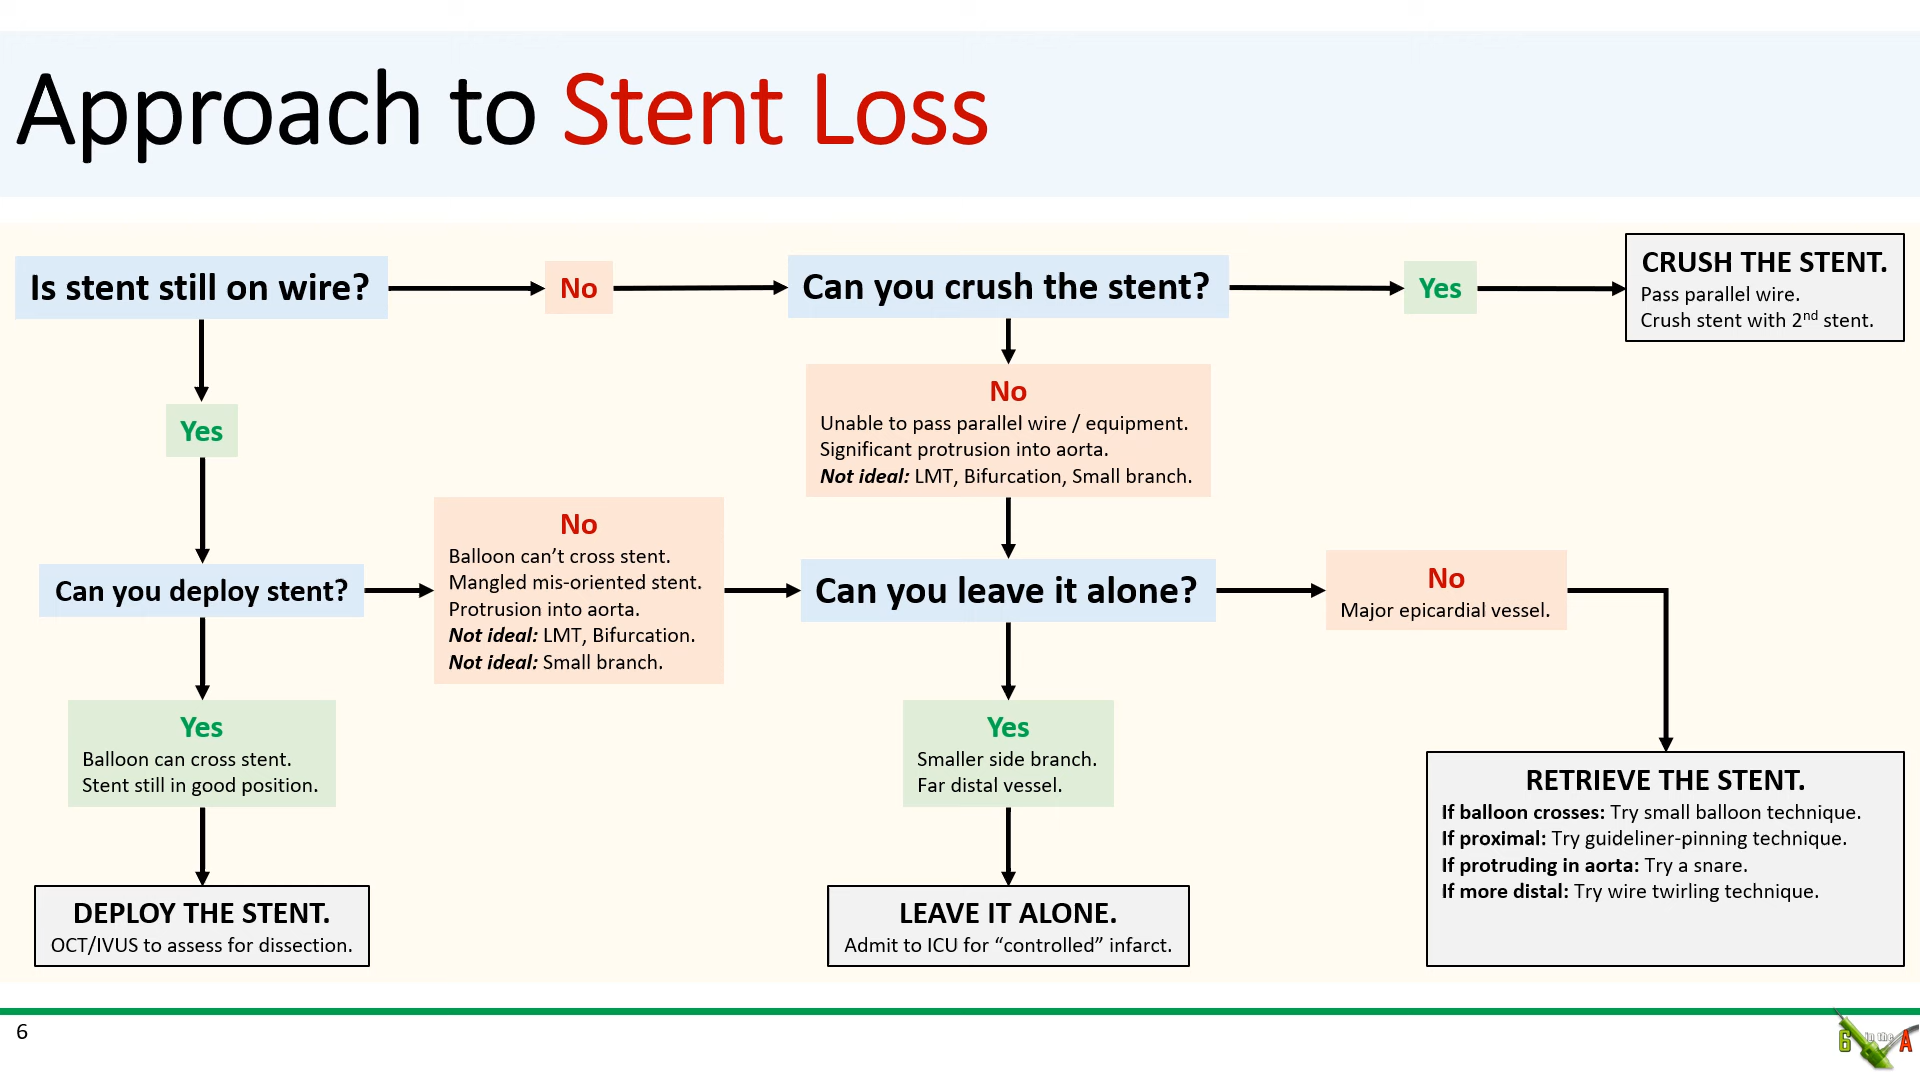 Approach to Stent Loss
Is stent still on wire?
No
Can you crush the stent?
Yes
CRUSH THE STENT.
Pass parallel wire.
Crush stent with 2nd stent.
No
Unable to pass parallel wire / equipment.
Significant protrusion into aorta.
Not ideal: LMT, Bifurcation, Small branch.
Yes
Can you deploy stent?
No
Balloon can’t cross stent.
Mangled mis-oriented stent.
Protrusion into aorta.
Not ideal: LMT, Bifurcation.
Not ideal: Small branch.
Can you leave it alone?
No
Major epicardial vessel.
Yes
Balloon can cross stent.
Stent still in good position.
Yes
Smaller side branch.
Far distal vessel.
RETRIEVE THE STENT.
If balloon crosses: Try small balloon technique.
If proximal: Try guideliner-pinning technique.
If protruding in aorta: Try a snare.
If more distal: Try wire twirling technique.
DEPLOY THE STENT.
OCT/IVUS to assess for dissection.
LEAVE IT ALONE.
Admit to ICU for “controlled” infarct.
6
6 in the A